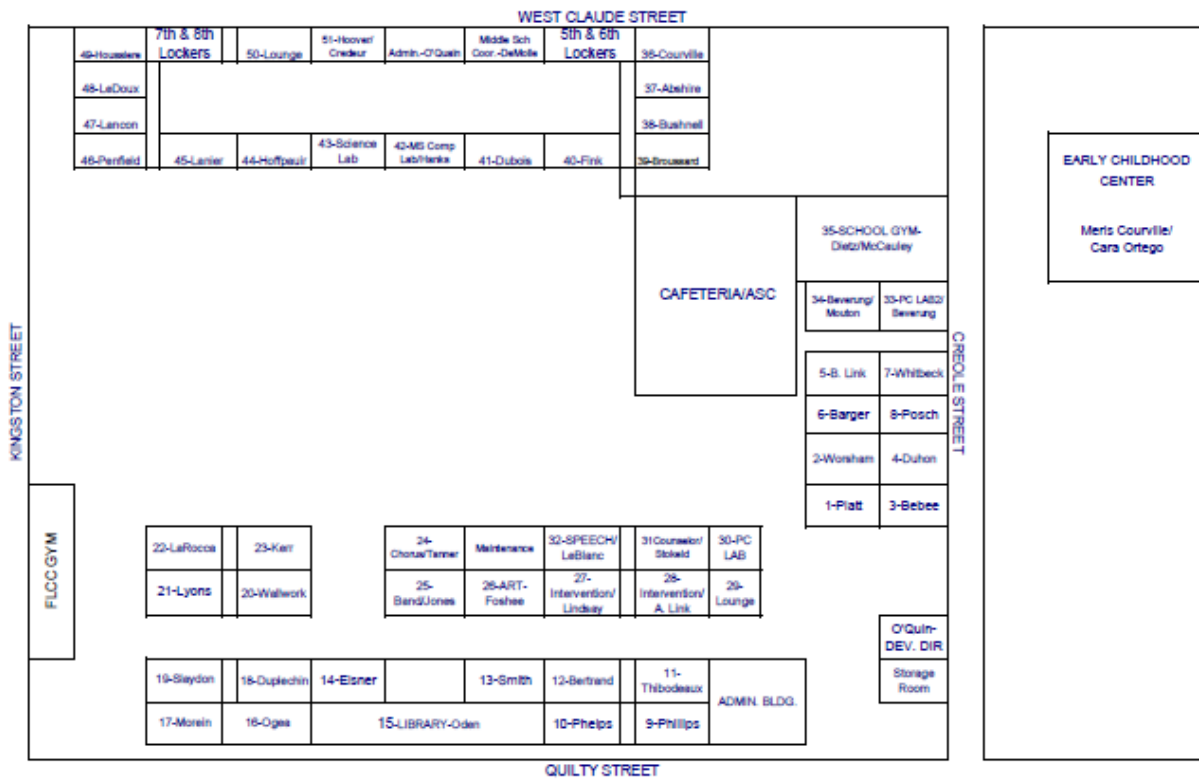 WEST CLAUDE STREET
49-Housslere
7th & 8th
Lockers
50-Lounge
51-Hoover/
Credeur
Admin.-O'Quain
Middle Sch
Coor.-DeMolle
5th & 6th
Lockers
36-Courville
48-LeDoux
37-Abshire
47-Lancon
38-Bushnell
46-Penfield
45-Lanier
44-Hoffpauir
43-Science
Lab
42-MS Comp
Lab/Hanks
41-Dubois
40-Fink
39-Broussard
EARLY CHILDHOOD
CENTER
Meris Courville/
Cara Ortego
35-SCHOOL GYM-
Dietz/McCauley
CAFETERIA/ASC
34-Beverung/
Mouton
33-PC LAB2/
Beverung
KINGSTON STREET
CREOLE STREET
5-B. Link
7-Whitbeck
6-Barger
8-Posch
2-Worsham
4-Duhon
1-Platt
3-Bebee
FLCC GYM
22-LaRocca
23-Kerr
24-
Chorus/Tanner
Maintenance
32-SPEECH/
LeBlanc
31Counselor/
Stokeld
30-PC
LAB
21-Lyons
20-Wallwork
25-
Band/Jones
26-ART-
Foshee
27-
Intervention/
Lindsay
28-
Intervention/
A. Link
29-
Lounge
O'Quin-
DEV. DIR
Storage
Room
19-Slaydon
18-Duplechin
14-Eisner
13-Smith
12-Bertrand
11-
Thibodeaux
ADMIN. BLDG.
17-Morein
16-Ogea
15-LIBRARY-Oden
10-Phelps
9-Phillips
QUILTY STREET